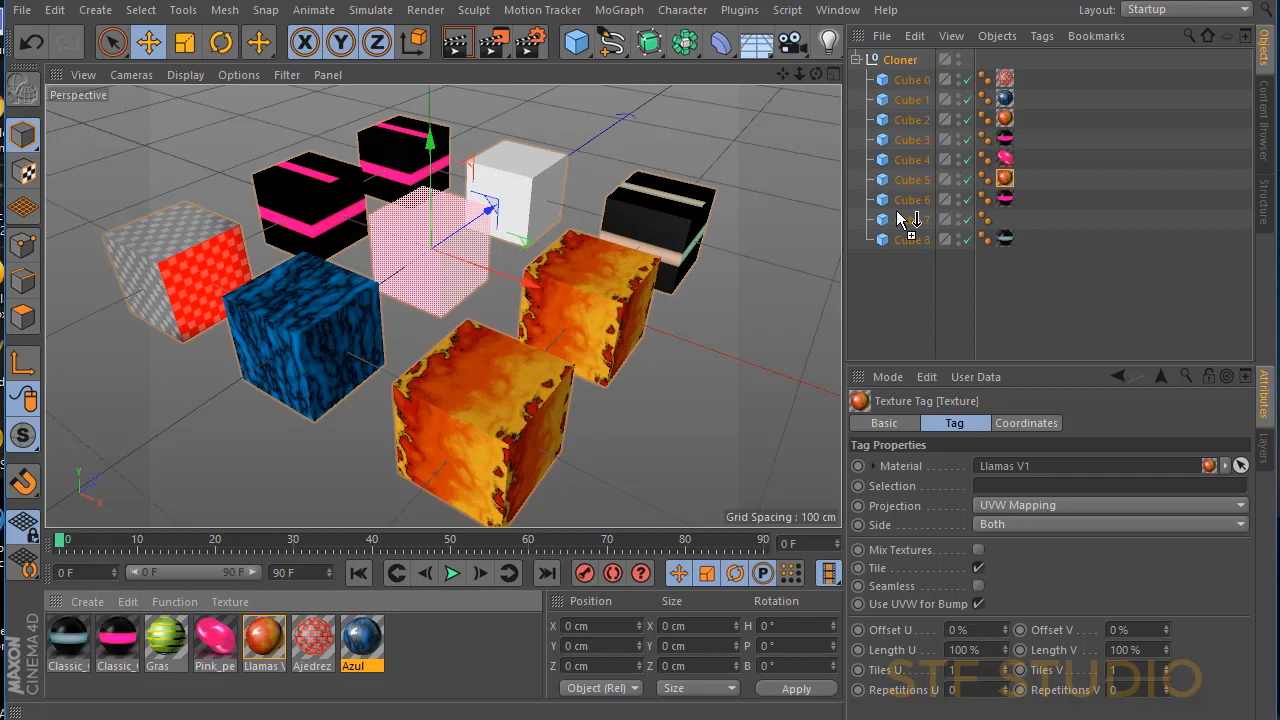 File Edit Create Select Tools Mesh Snap Animate Simulate Render Sculpt Motion Tracker MoGraph Character Plugins Script Window Help Layout: Startup
X Y Z
File Edit View Objects Tags Bookmarks
View Cameras Display Options Filter Panel
Perspective
Cloner
Cube 0
Cube 1
Cube 2
Cube 3
Cube 4
Cube 5
Cube 6
7
Cube 8
Objects
Content Browser
Structure
Y
Z
X
Grid Spacing : 100 cm
Mode Edit User Data
Texture Tag [Texture]
Basic Tag Coordinates
Tag Properties
Material Llamas V1
Selection
Projection UVW Mapping
Side Both
Mix Textures
Tile
Seamless
Use UVW for Bump
Offset U 0 % Offset V 0 %
Length U 100 % Length V 100 %
Tiles U 1 Tiles V 1
Repetitions U 0 Repetitions V 0
Attributes
Layers
0 10 20 30 40 50 60 70 80 90 0 F
0 F 0 F 90 F 90 F
P
Create Edit Function Texture
Classic_ Classic_ Gras Pink_pe Llamas V Ajedrez Azul
Position Size Rotation
X 0 cm X 0 cm H 0 °
Y 0 cm Y 0 cm P 0 °
Z 0 cm Z 0 cm B 0 °
Object (Rel) Size Apply
MAXON
CINEMA 4D
STF STUDIO